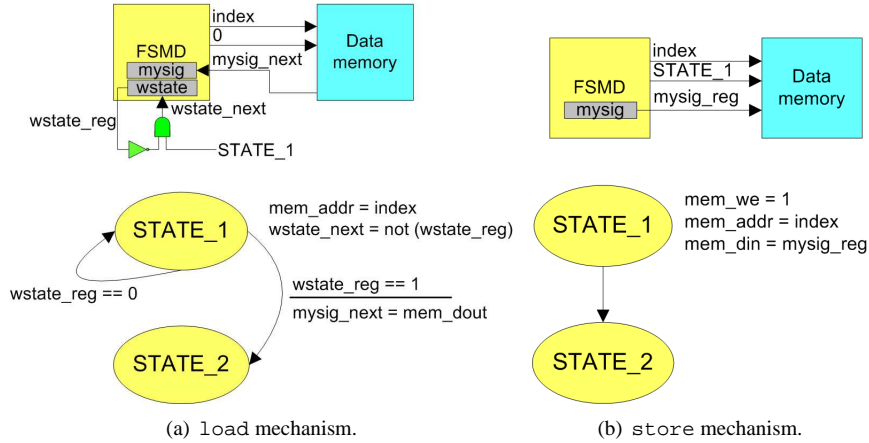 index
0
FSMD
Data
memory
mysig_next
mysig
wstate
wstate_next
wstate_reg
STATE_1
STATE_1
mem_addr = index
wstate_next = not (wstate_reg)
wstate_reg == 0
wstate_reg == 1
mysig_next = mem_dout
STATE_2
(a) load mechanism.
index
STATE_1
FSMD
Data
memory
mysig_reg
mysig
mem_we = 1
mem_addr = index
mem_din = mysig_reg
STATE_1
STATE_2
(b) store mechanism.